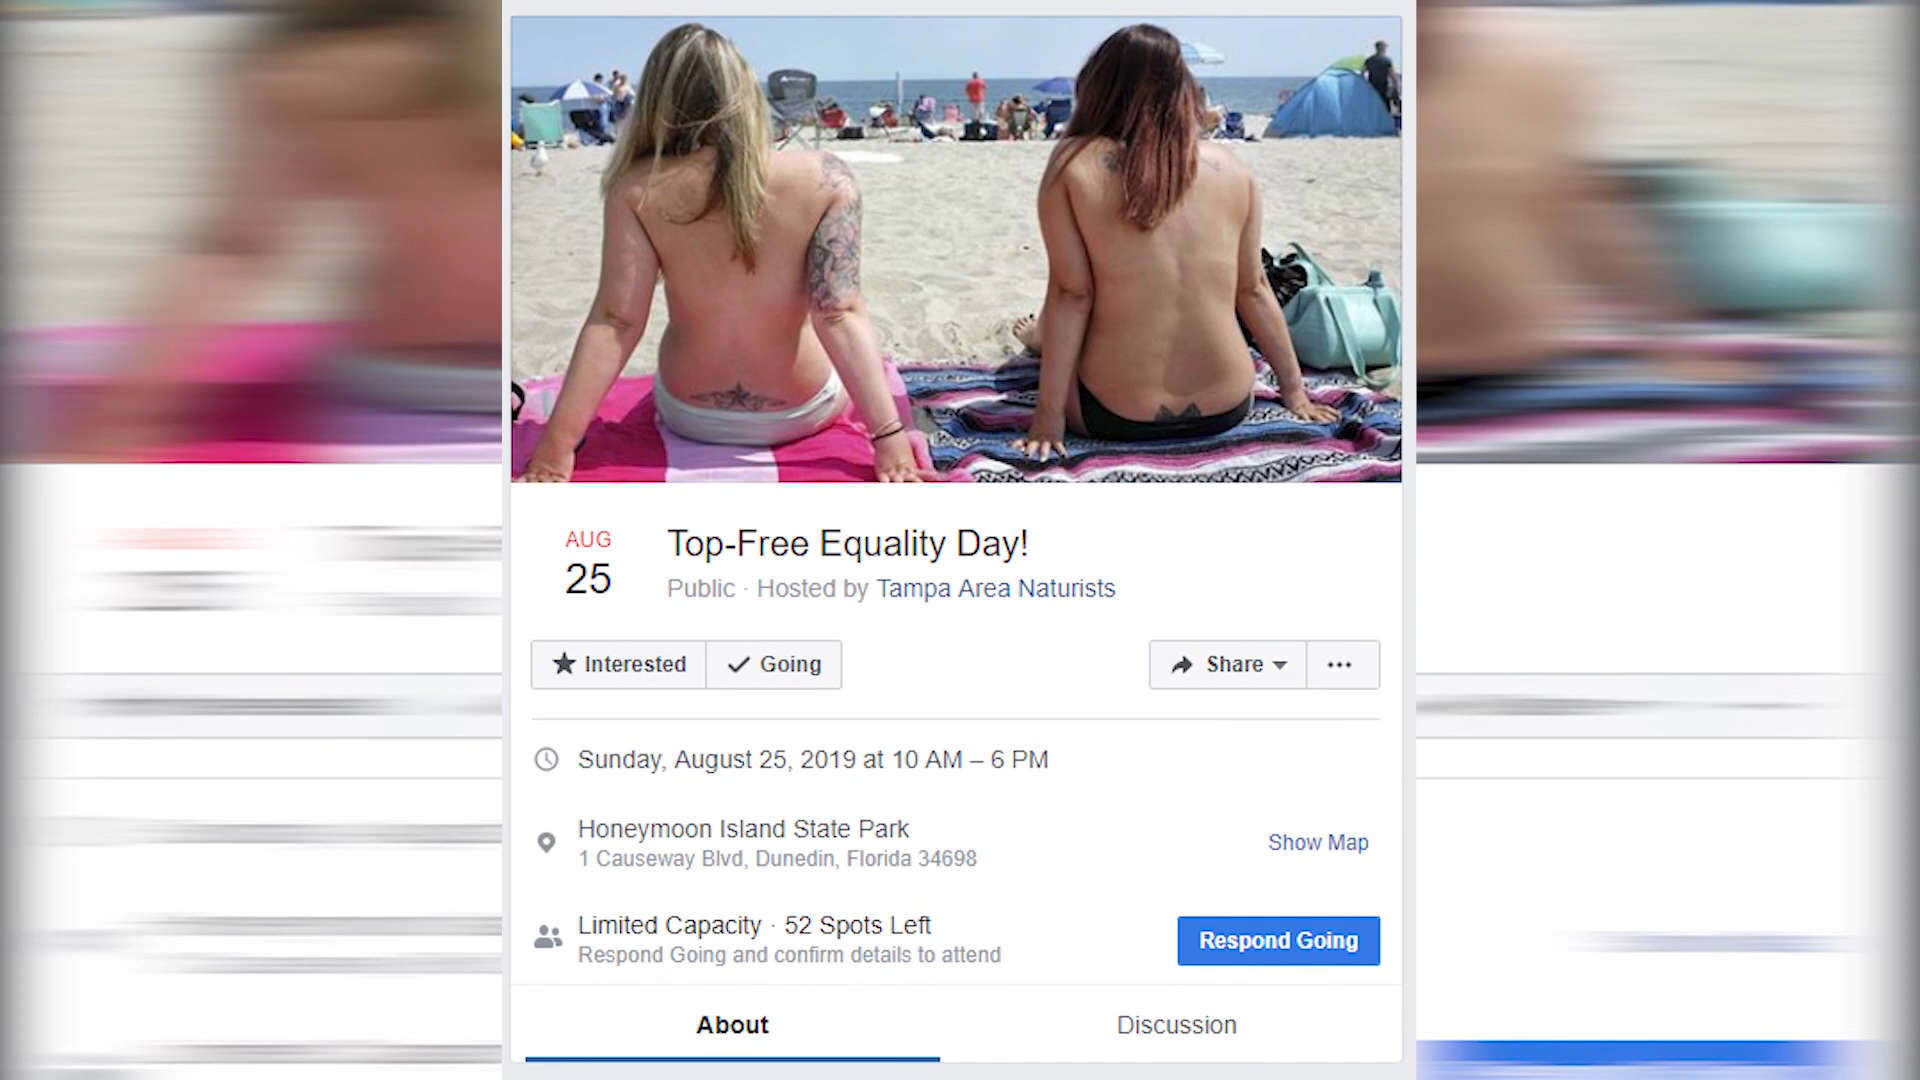 AUG
25
Top-Free Equality Day!
Public · Hosted by Tampa Area Naturists
Interested
Going
Share
Sunday, August 25, 2019 at 10 AM – 6 PM
Honeymoon Island State Park
1 Causeway Blvd, Dunedin, Florida 34698
Show Map
Limited Capacity · 52 Spots Left
Respond Going and confirm details to attend
Respond Going
About
Discussion